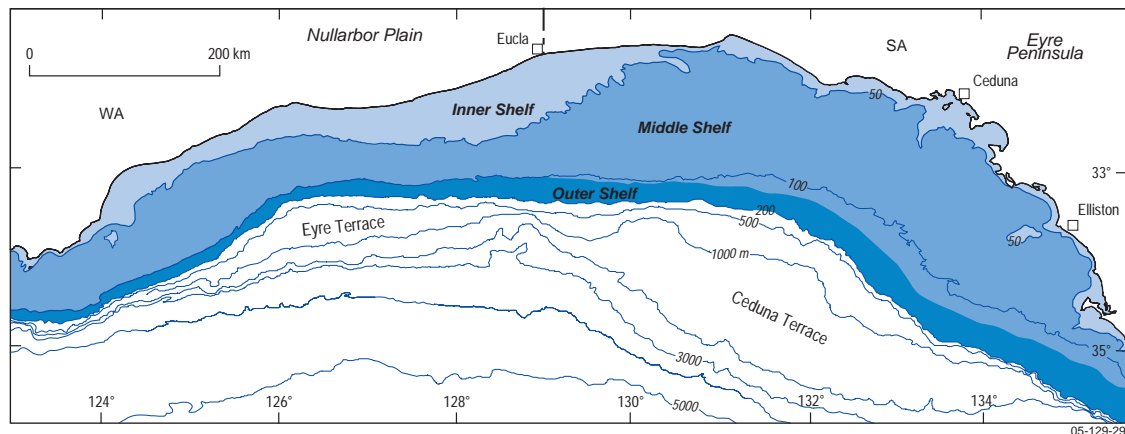 0 200 km
Nullarbor Plain
Eucla
SA
Eyre
Peninsula
WA
Inner Shelf
50
Ceduna
Middle Shelf
33°
100
Outer Shelf
200
Elliston
Eyre Terrace
500
50
1000 m
Ceduna Terrace
3000
35°
5000
124° 126° 128° 130° 132° 134°
05-129-29